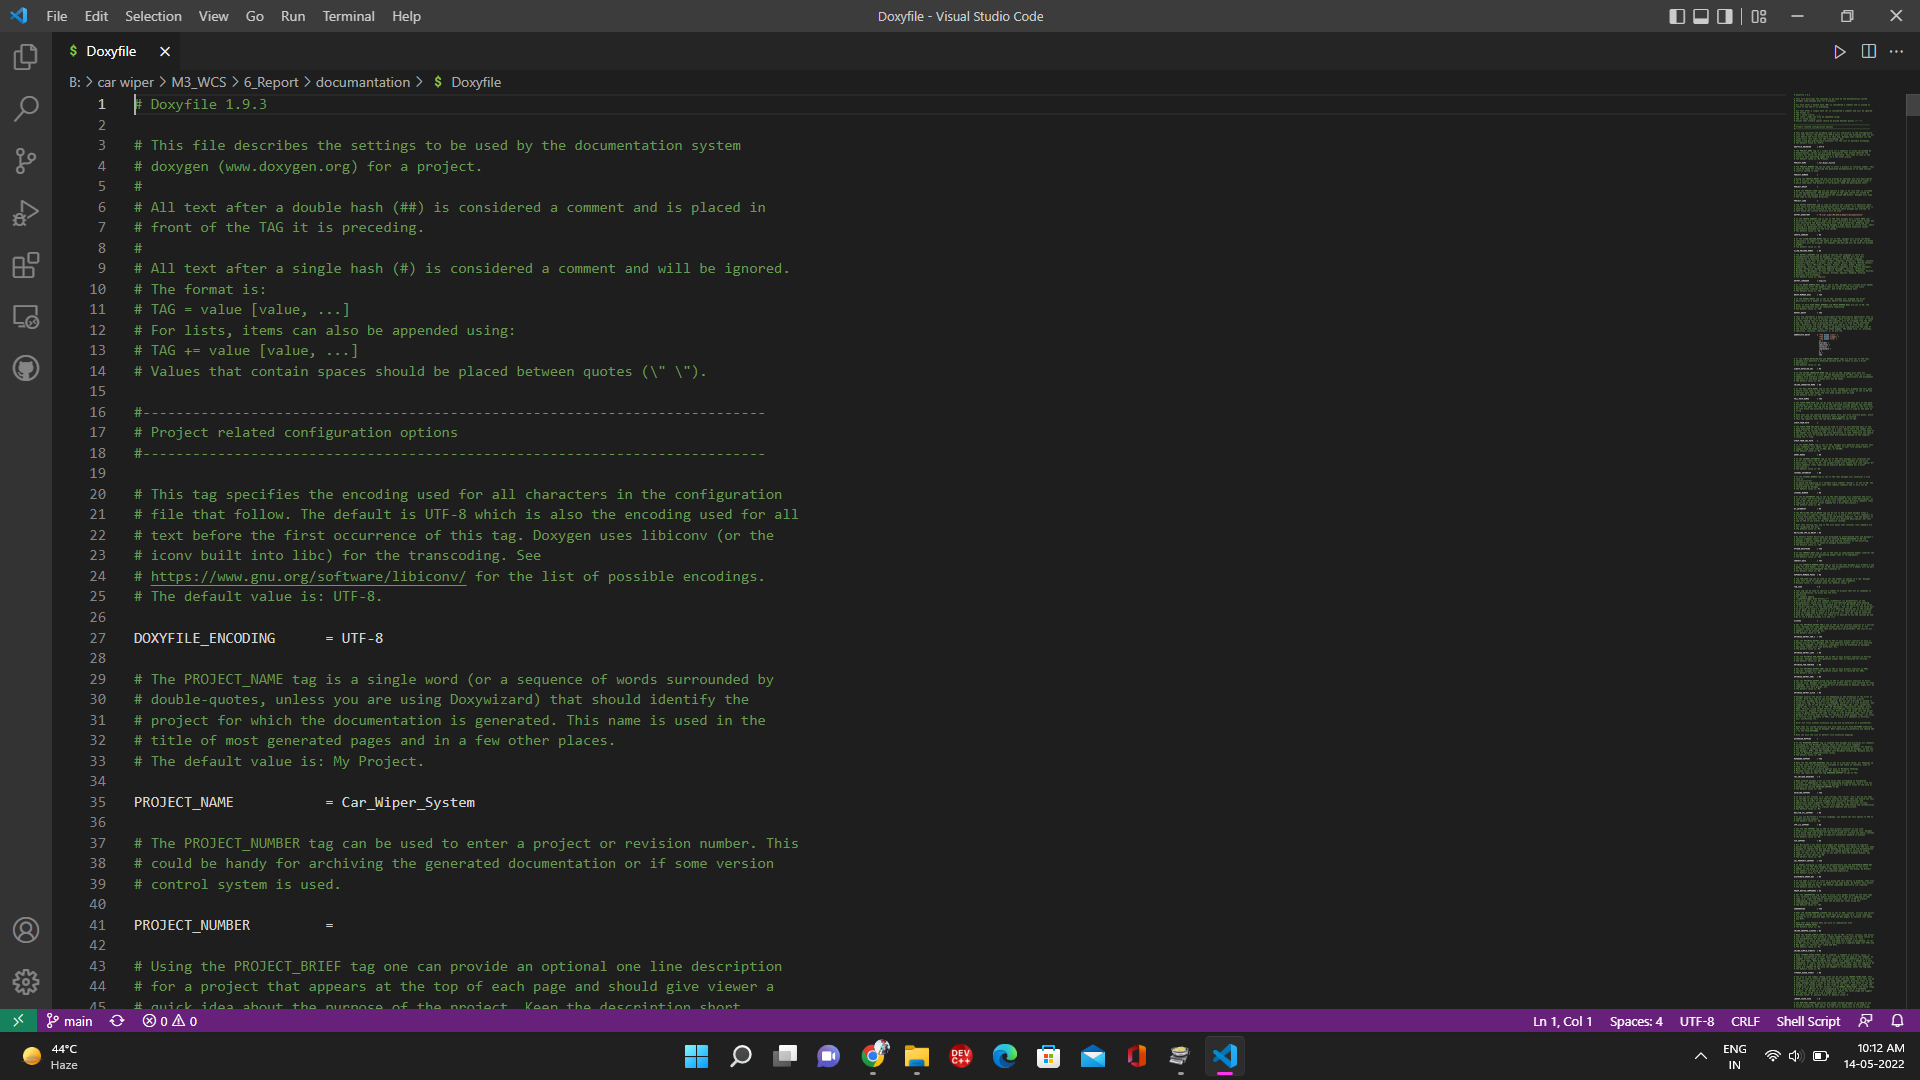 File Edit Selection View Go Run Terminal Help
Doxyfile - Visual Studio Code
$ Doxyfile
B: > car wiper > M3_WCS > 6_Report > documantation > $ Doxyfile
1 # Doxyfile 1.9.3
2
3 # This file describes the settings to be used by the documentation system
4 # doxygen (www.doxygen.org) for a project.
5 #
6 # All text after a double hash (##) is considered a comment and is placed in
7 # front of the TAG it is preceding.
8 #
9 # All text after a single hash (#) is considered a comment and will be ignored.
10 # The format is:
11 # TAG = value [value, ...]
12 # For lists, items can also be appended using:
13 # TAG += value [value, ...]
14 # Values that contain spaces should be placed between quotes (\" \").
15
16 #---------------------------------------------------------------------------
17 # Project related configuration options
18 #---------------------------------------------------------------------------
19
20 # This tag specifies the encoding used for all characters in the configuration
21 # file that follow. The default is UTF-8 which is also the encoding used for all
22 # text before the first occurrence of this tag. Doxygen uses libiconv (or the
23 # iconv built into libc) for the transcoding. See
24 # https://www.gnu.org/software/libiconv/ for the list of possible encodings.
25 # The default value is: UTF-8.
26
27 DOXYFILE_ENCODING = UTF-8
28
29 # The PROJECT_NAME tag is a single word (or a sequence of words surrounded by
30 # double-quotes, unless you are using Doxywizard) that should identify the
31 # project for which the documentation is generated. This name is used in the
32 # title of most generated pages and in a few other places.
33 # The default value is: My Project.
34
35 PROJECT_NAME = Car_Wiper_System
36
37 # The PROJECT_NUMBER tag can be used to enter a project or revision number. This
38 # could be handy for archiving the generated documentation or if some version
39 # control system is used.
40
41 PROJECT_NUMBER =
42
43 # Using the PROJECT_BRIEF tag one can provide an optional one line description
44 # for a project that appears at the top of each page and should give viewer a
45 # quick idea about the purpose of the project. Keep the description short.
main 0 0 Ln 1, Col 1 Spaces: 4 UTF-8 CRLF Shell Script
44°C
Haze
DEV C++
ENG
IN
10:12 AM
14-05-2022